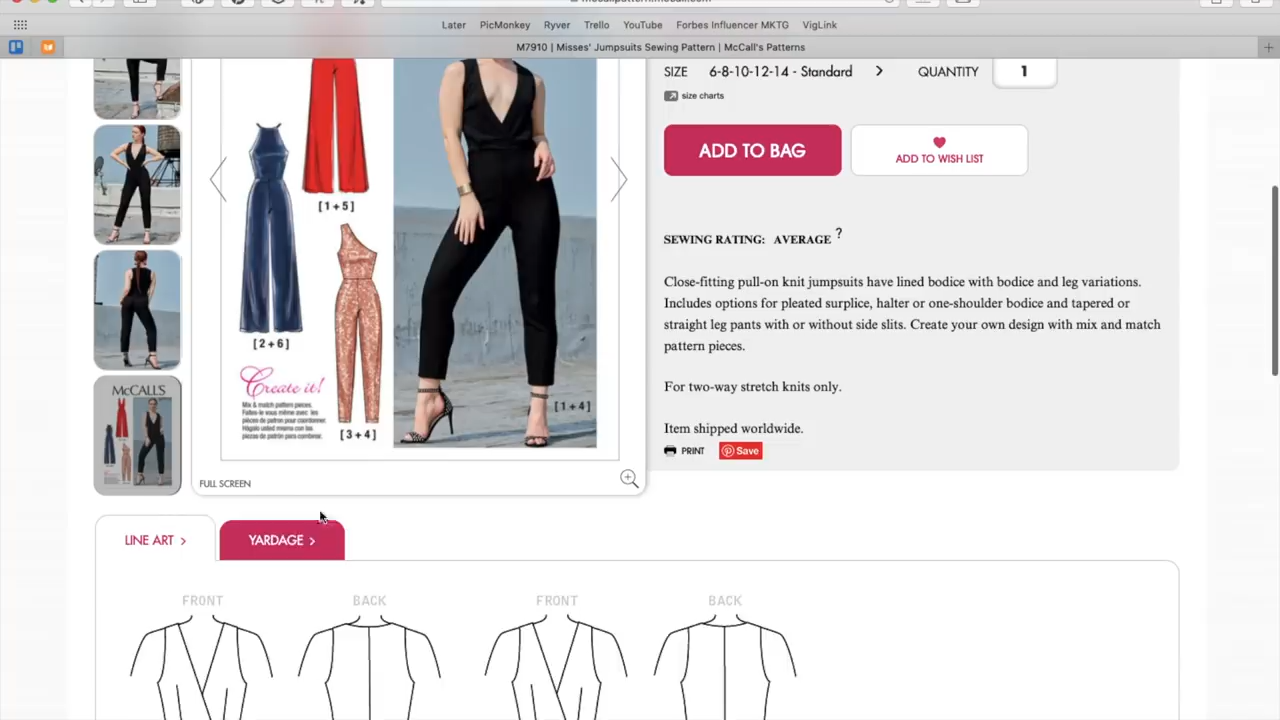 Later PicMonkey Ryver Trello YouTube Forbes Influencer MKTG VigLink
M7910 | Misses' Jumpsuits Sewing Pattern | McCall's Patterns
SIZE 6-8-10-12-14 - Standard > QUANTITY 1
size charts
ADD TO BAG
ADD TO WISH LIST
[1+5]
SEWING RATING: AVERAGE ?
Close-fitting pull-on knit jumpsuits have lined bodice with bodice and leg variations.
Includes options for pleated surplice, halter or one-shoulder bodice and tapered or
straight leg pants with or without side slits. Create your own design with mix and match
pattern pieces.
[2+6]
Create it!
Mix & match pattern pieces.
[3+4]
[1+4]
For two-way stretch knits only.
Item shipped worldwide.
PRINT Save
McCALL'S
FULL SCREEN
LINE ART > YARDAGE >
FRONT BACK FRONT BACK